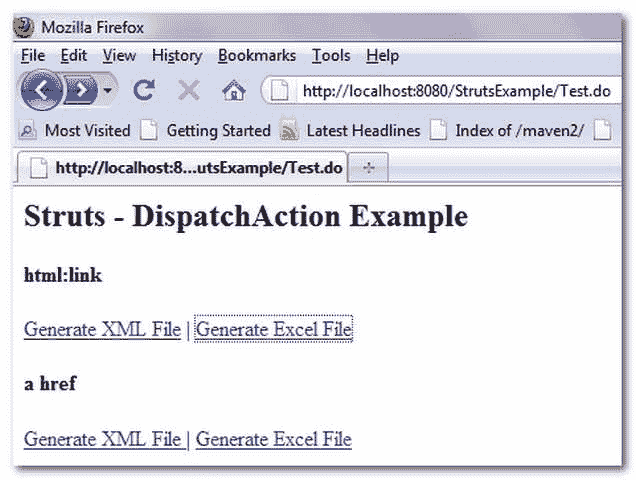 Mozilla Firefox
File Edit View History Bookmarks Tools Help
http://localhost:8080/StrutsExample/Test.do
Most Visited Getting Started Latest Headlines Index of /maven2/
http://localhost:8...utsExample/Test.do
Struts - DispatchAction Example
html:link
Generate XML File | Generate Excel File
a href
Generate XML File | Generate Excel File